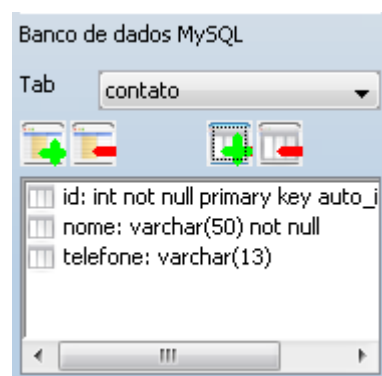 Banco de dados MySQL
Tab contato
id: int not null primary key auto_i
nome: varchar(50) not null
telefone: varchar(13)